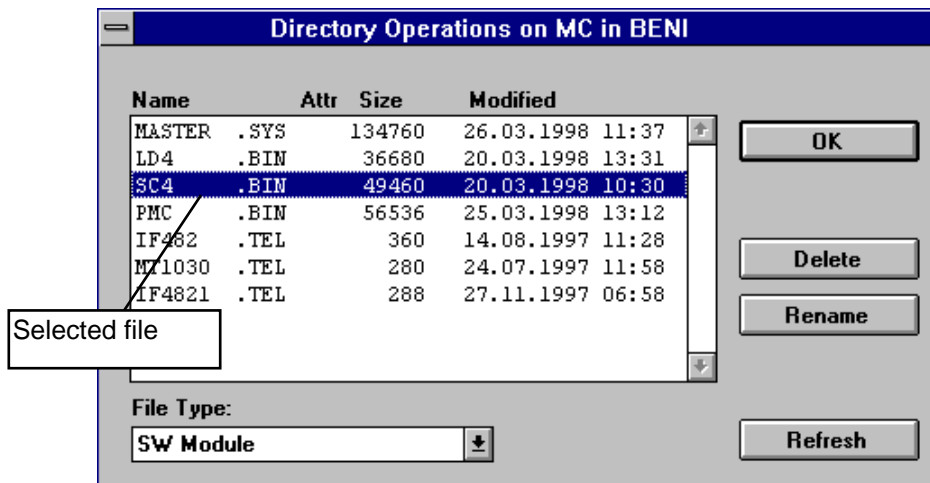 Directory Operations on MC in BENI
Name Attr Size Modified
MASTER .SYS 134760 26.03.1998 11:37
LD4 .BIN 36680 20.03.1998 13:31
SC4 .BIN 49460 20.03.1998 10:30
PMC .BIN 56536 25.03.1998 13:12
IF482 .TEL 360 14.08.1997 11:28
MT1030 .TEL 280 24.07.1997 11:58
IF4821 .TEL 288 27.11.1997 06:58
OK
Delete
Rename
Selected file
File Type:
SW Module
Refresh